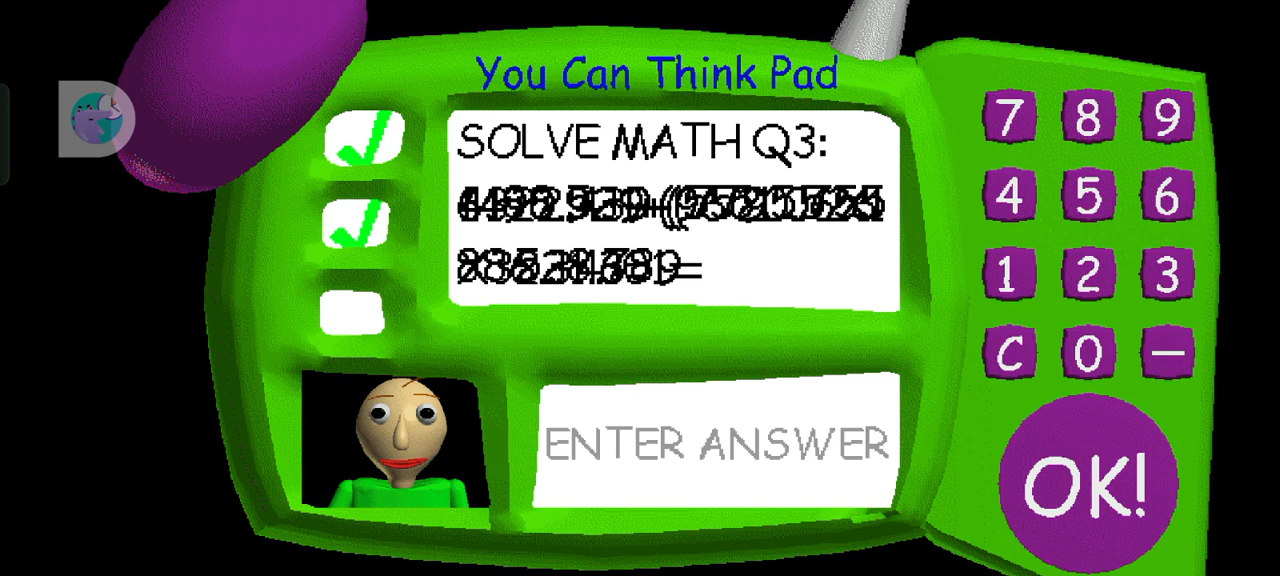 You Can Think Pad
SOLVE MATH Q3:
=
ENTER ANSWER
7 8 9
4 5 6
1 2 3
C 0 -
OK!